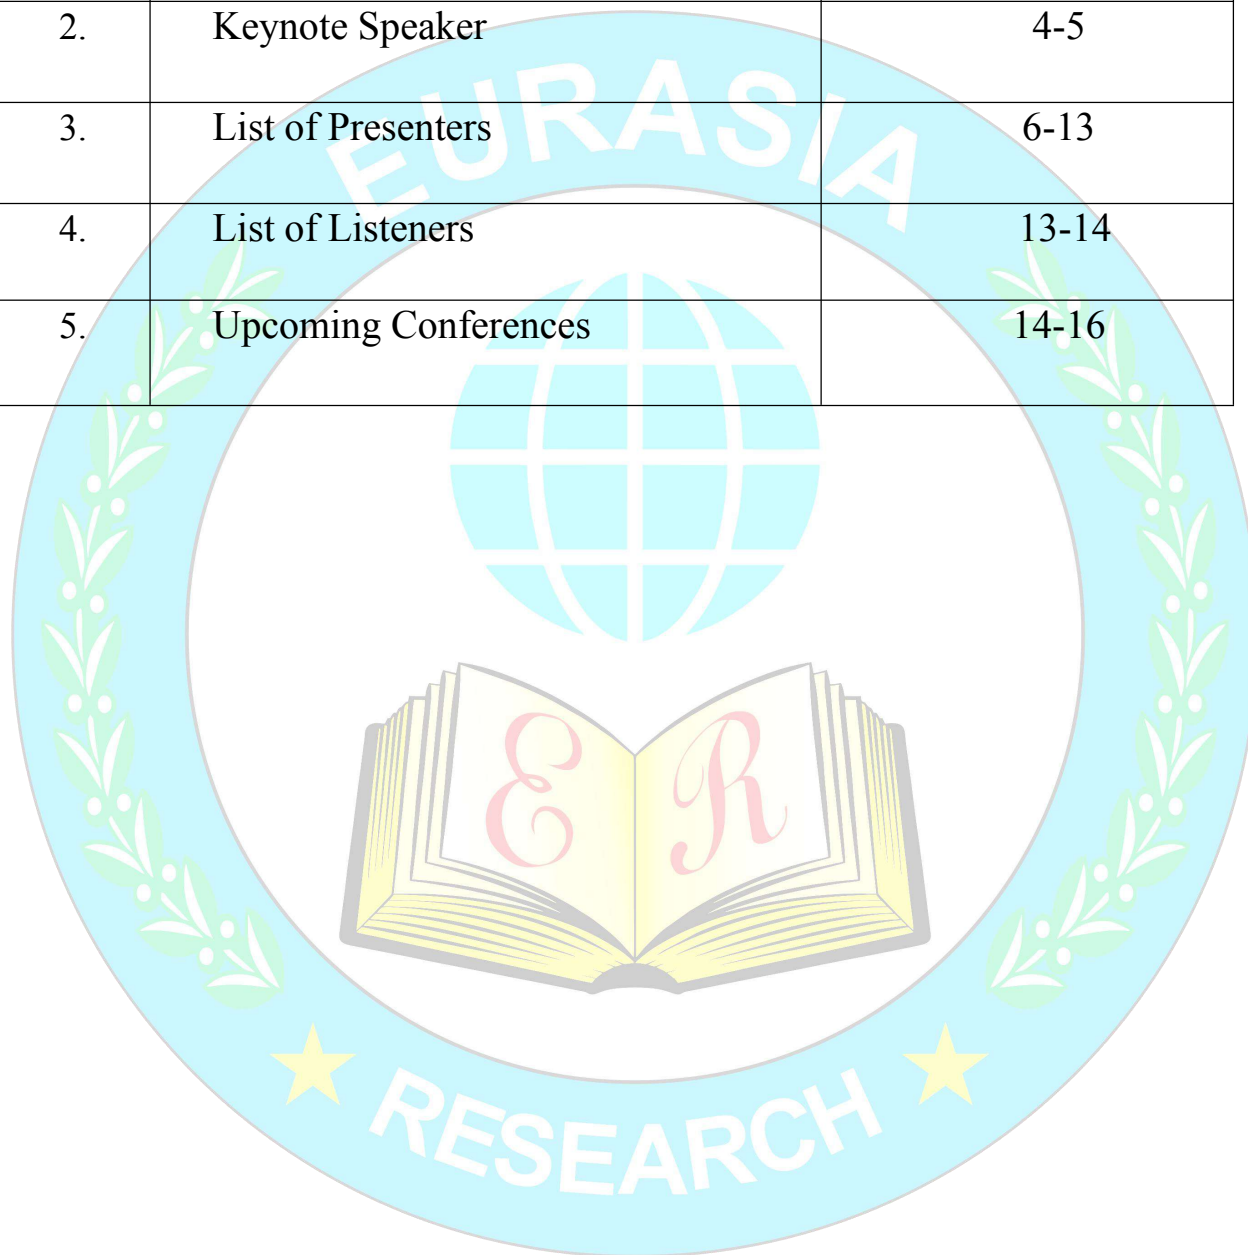 2. Keynote Speaker 4-5
3. List of Presenters 6-13
4. List of Listeners 13-14
5. Upcoming Conferences 14-16
EURASIA
E R
RESEARCH